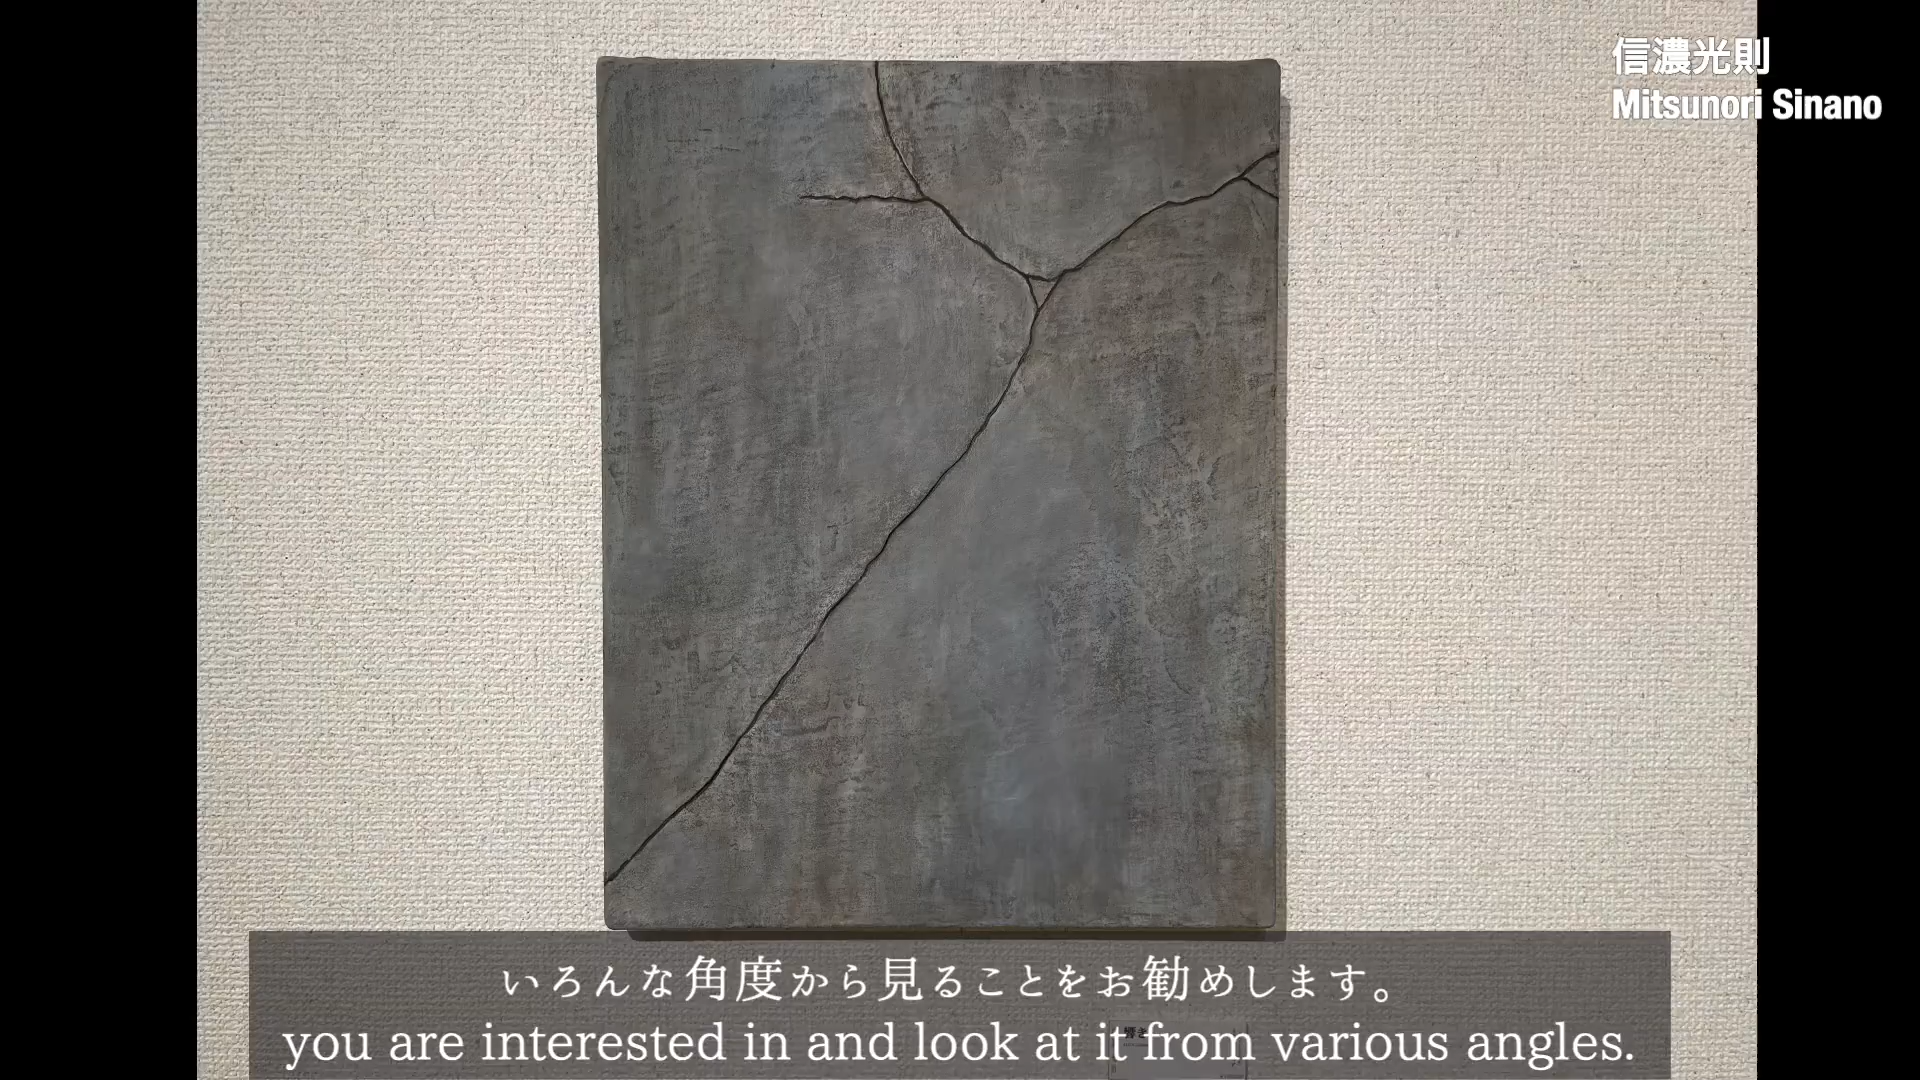 信濃光則
Mitsunori Sinano
いろんな角度から見ることをお勧めします。
you are interested in and look at it from various angles.